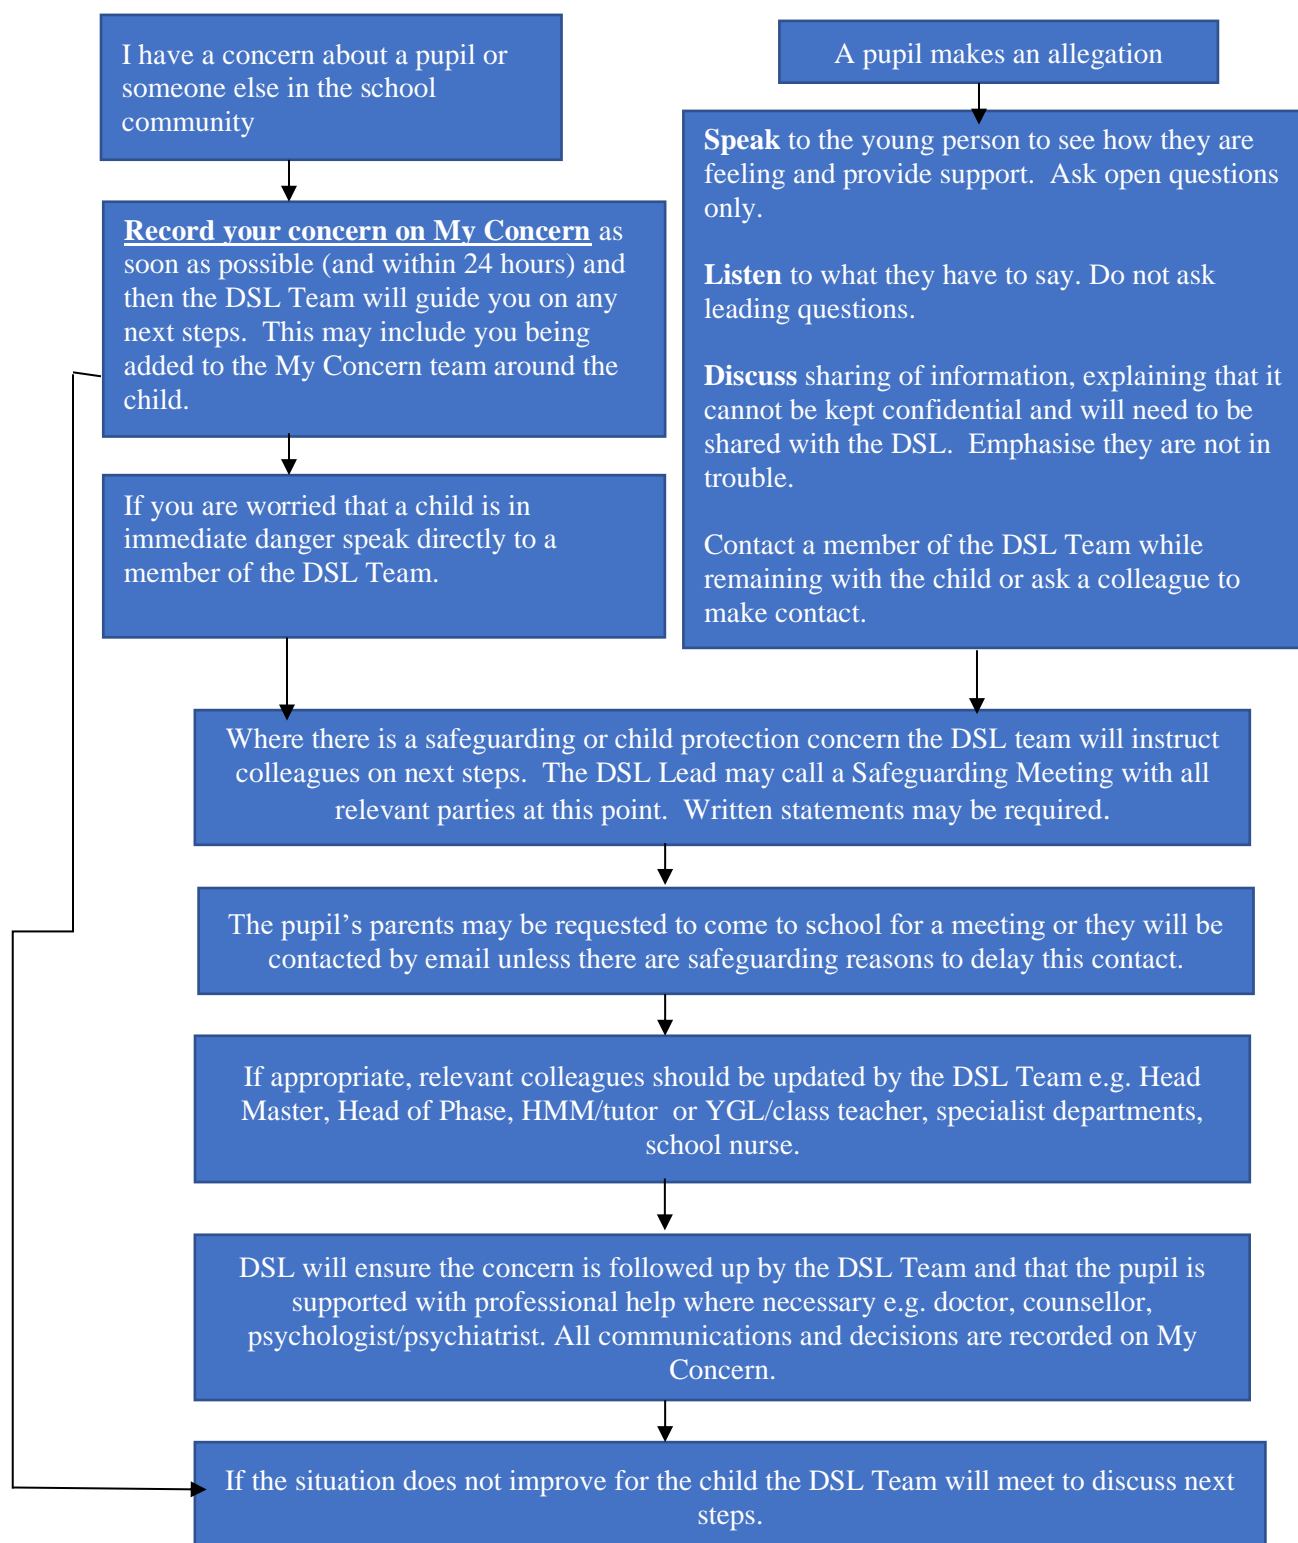 I have a concern about a pupil or
someone else in the school
community
Record your concern on My Concern as
soon as possible (and within 24 hours) and
then the DSL Team will guide you on any
next steps.  This may include you being
added to the My Concern team around the
child.
If you are worried that a child is in
immediate danger speak directly to a
member of the DSL Team.
A pupil makes an allegation
Speak to the young person to see how they are
feeling and provide support.  Ask open questions
only.
Listen to what they have to say. Do not ask
leading questions.
Discuss sharing of information, explaining that it
cannot be kept confidential and will need to be
shared with the DSL.  Emphasise they are not in
trouble.
Contact a member of the DSL Team while
remaining with the child or ask a colleague to
make contact.
Where there is a safeguarding or child protection concern the DSL team will instruct
colleagues on next steps.  The DSL Lead may call a Safeguarding Meeting with all
relevant parties at this point.  Written statements may be required.
The pupil’s parents may be requested to come to school for a meeting or they will be
contacted by email unless there are safeguarding reasons to delay this contact.
If appropriate, relevant colleagues should be updated by the DSL Team e.g. Head
Master, Head of Phase, HMM/tutor  or YGL/class teacher, specialist departments,
school nurse.
DSL will ensure the concern is followed up by the DSL Team and that the pupil is
supported with professional help where necessary e.g. doctor, counsellor,
psychologist/psychiatrist. All communications and decisions are recorded on My
Concern.
If the situation does not improve for the child the DSL Team will meet to discuss next
steps.